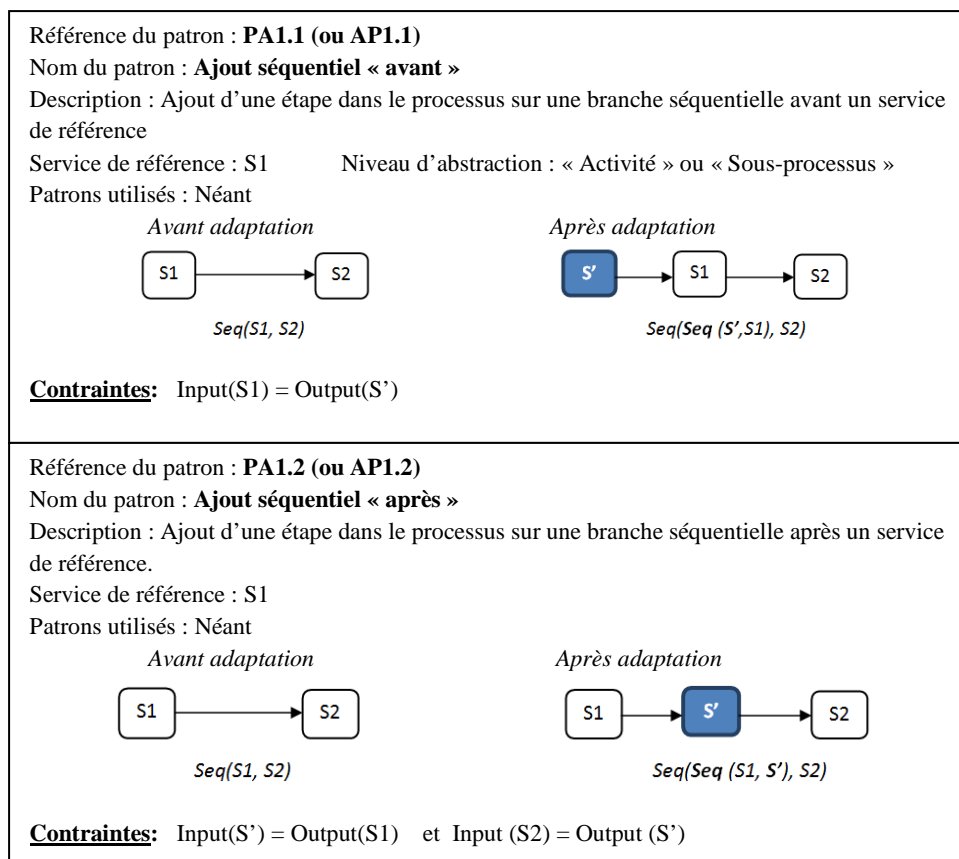 Référence du patron : PA1.1 (ou AP1.1)
Nom du patron : Ajout séquentiel « avant »
Description : Ajout d’une étape dans le processus sur une branche séquentielle avant un service
de référence
Service de référence : S1 Niveau d’abstraction : « Activité » ou « Sous-processus »
Patrons utilisés : Néant
Avant adaptation Après adaptation
S1 S2 S’ S1 S2
Seq(S1, S2) Seq(Seq (S’,S1), S2)
Contraintes: Input(S1) = Output(S’)
Référence du patron : PA1.2 (ou AP1.2)
Nom du patron : Ajout séquentiel « après »
Description : Ajout d’une étape dans le processus sur une branche séquentielle après un service
de référence.
Service de référence : S1
Patrons utilisés : Néant
Avant adaptation Après adaptation
S1 S2 S’ S1 S2
Seq(S1, S2) Seq(Seq (S1, S’), S2)
Contraintes: Input(S’) = Output(S1) et Input (S2) = Output (S’)